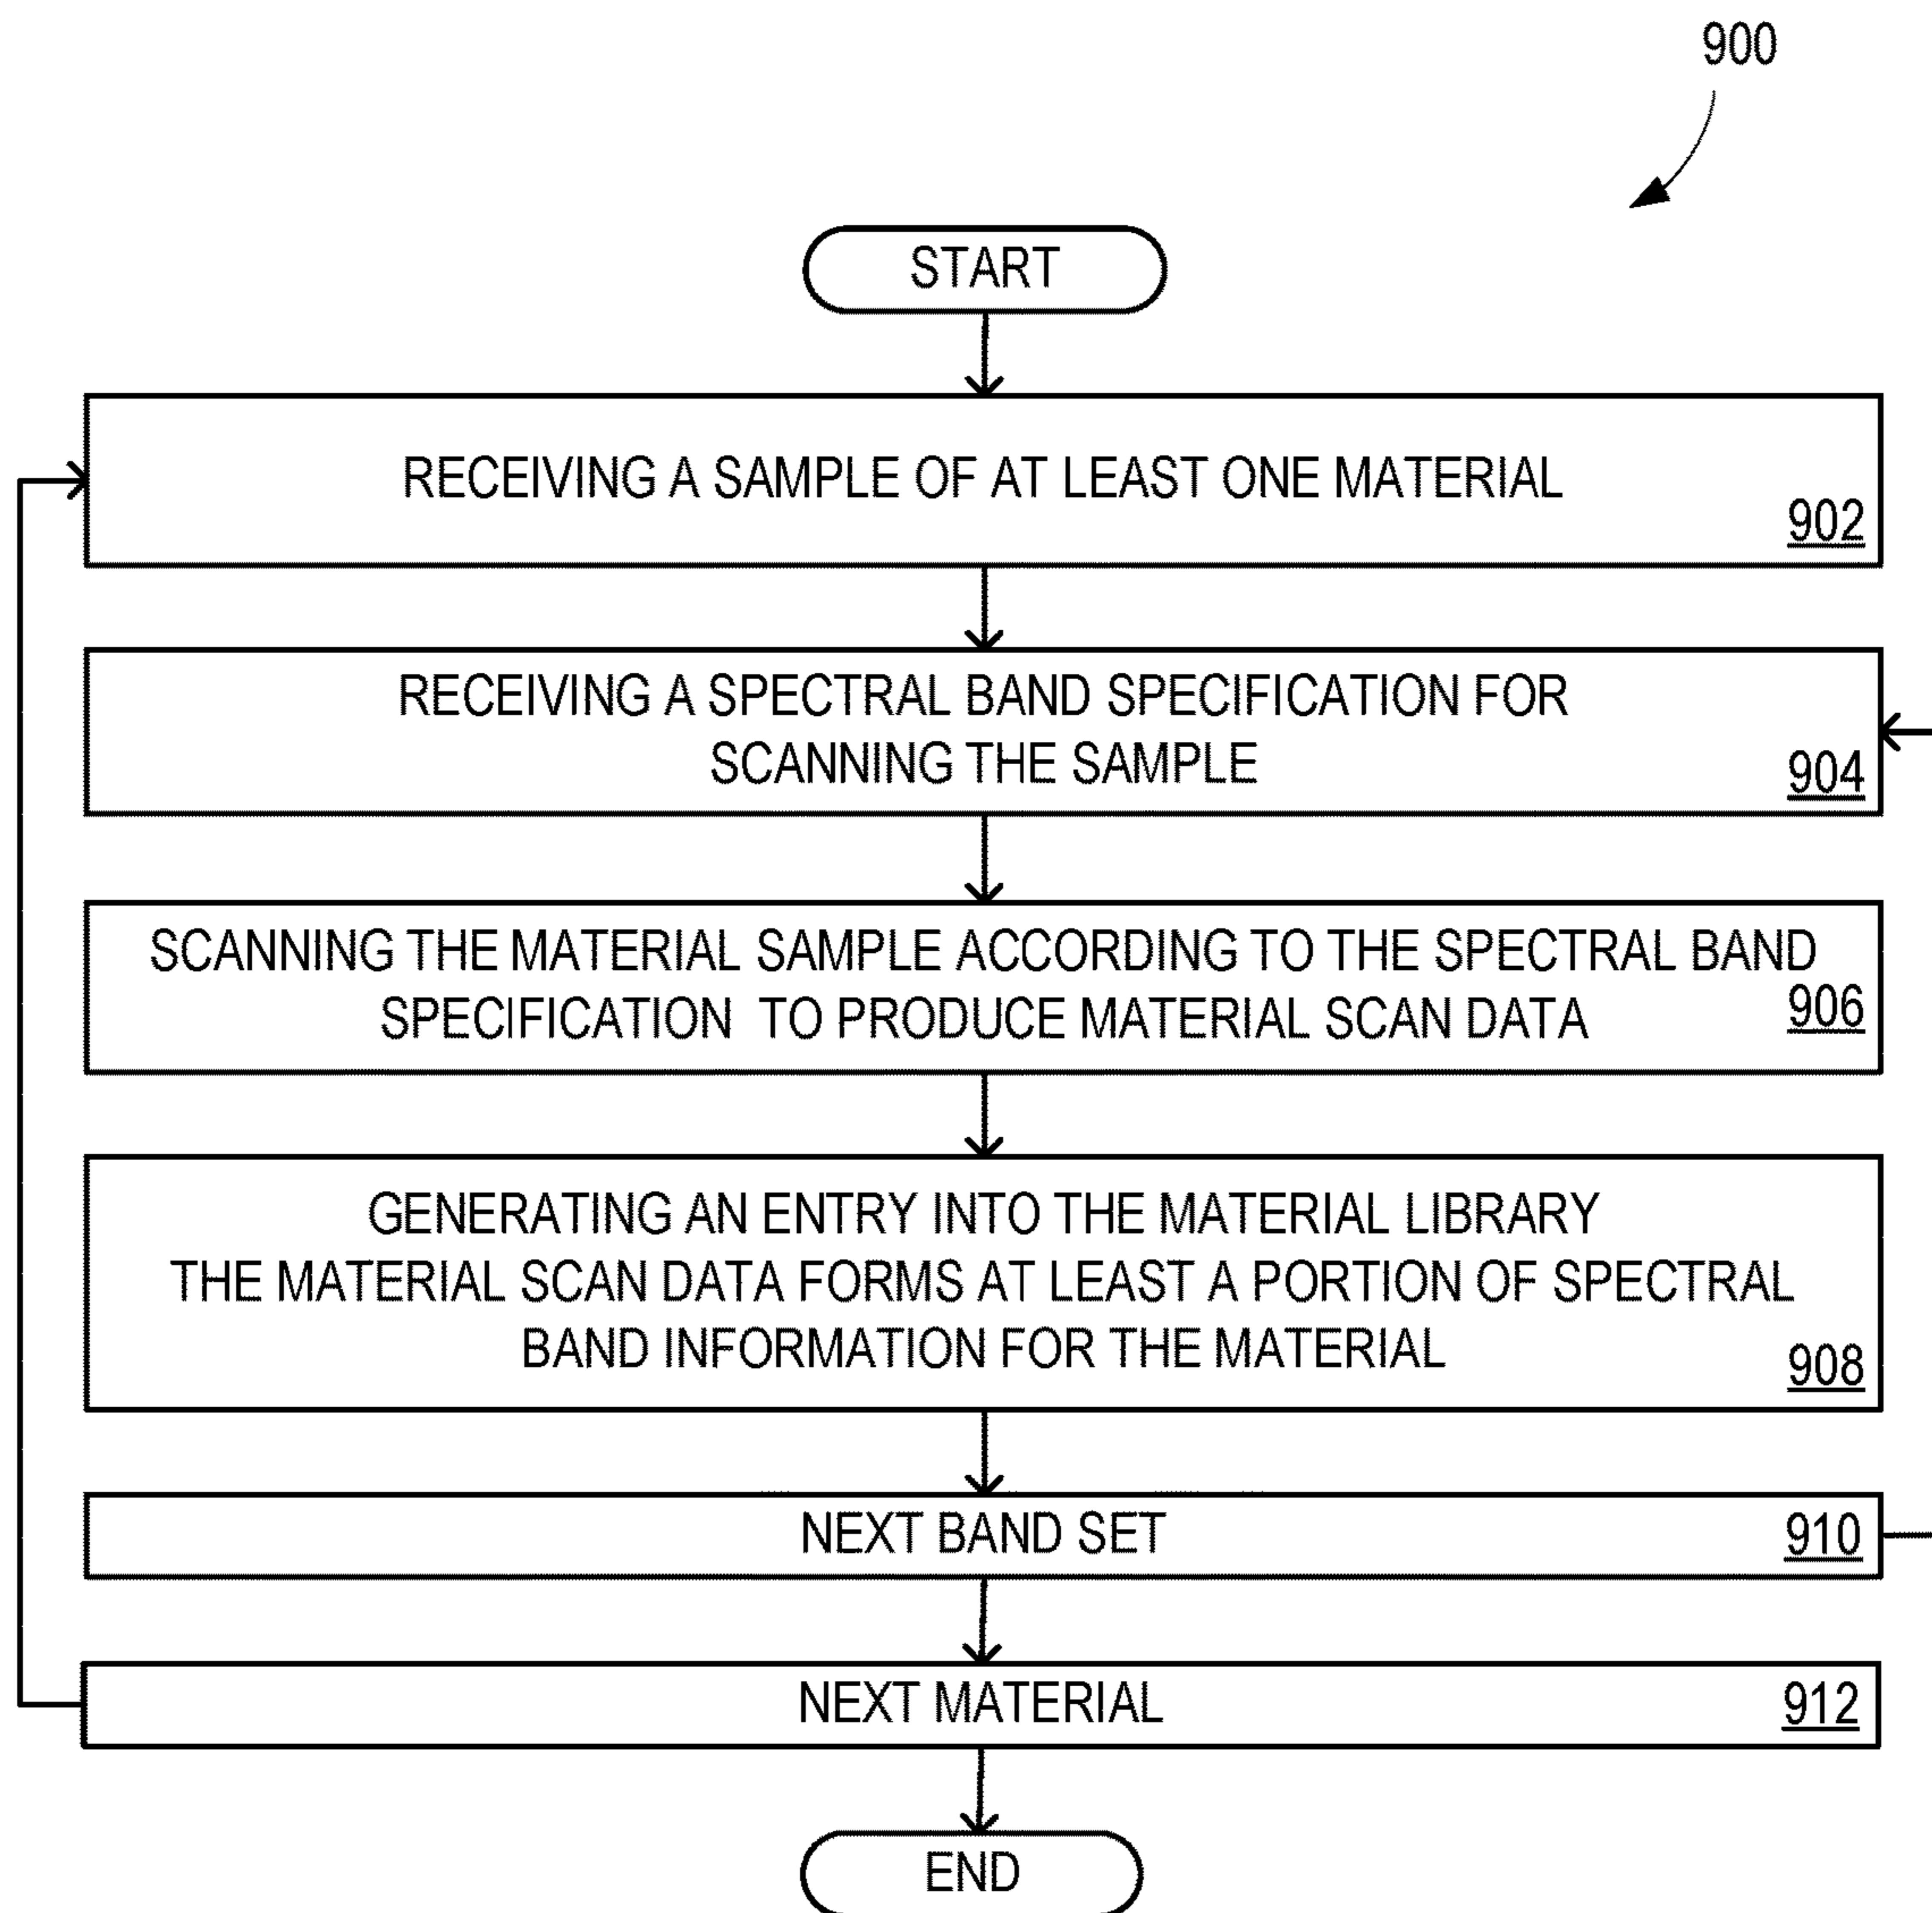 900
START
RECEIVING A SAMPLE OF AT LEAST ONE MATERIAL
902
RECEIVING A SPECTRAL BAND SPECIFICATION FOR
SCANNING THE SAMPLE
904
SCANNING THE MATERIAL SAMPLE ACCORDING TO THE SPECTRAL BAND
SPECIFICATION TO PRODUCE MATERIAL SCAN DATA
906
GENERATING AN ENTRY INTO THE MATERIAL LIBRARY
THE MATERIAL SCAN DATA FORMS AT LEAST A PORTION OF SPECTRAL
BAND INFORMATION FOR THE MATERIAL
908
NEXT BAND SET
910
NEXT MATERIAL
912
END